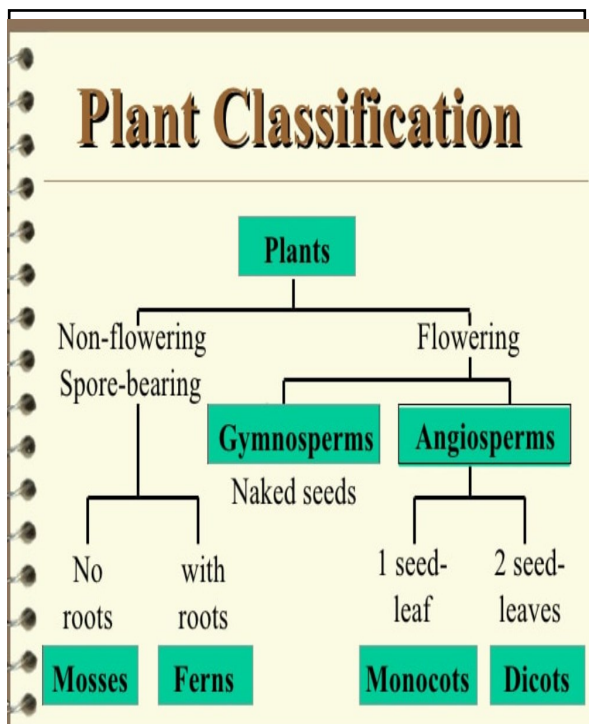 Plant Classification
Plants
Non-flowering
Spore-bearing
Flowering
Gymnosperms
Naked seeds
Angiosperms
No
roots
with
roots
1 seed-
leaf
2 seed-
leaves
Mosses
Ferns
Monocots
Dicots